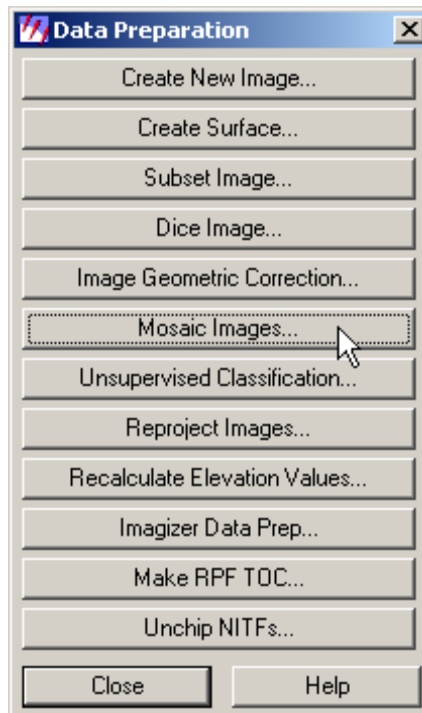 Data Preparation
Create New Image...
Create Surface...
Subset Image...
Dice Image...
Image Geometric Correction...
Mosaic Images...
Unsupervised Classification...
Reproject Images...
Recalculate Elevation Values...
Imagizer Data Prep...
Make RPF TOC...
Unchip NITFs...
Close
Help